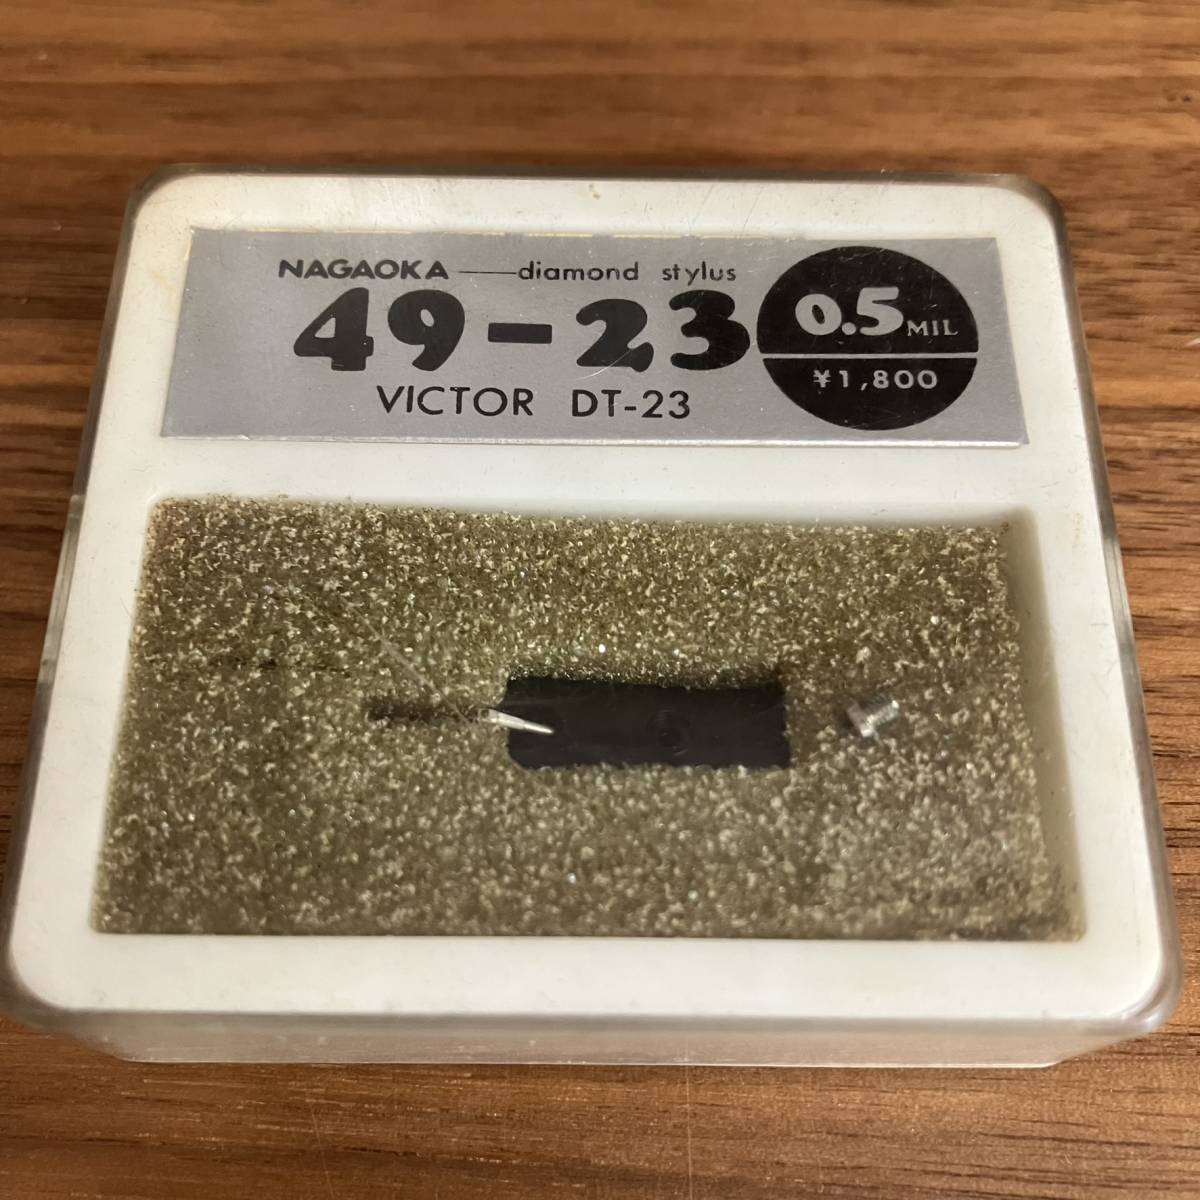 NAGAOKA — diamond stylus
49-23
VICTOR DT-23
0.5 MIL
¥1,800